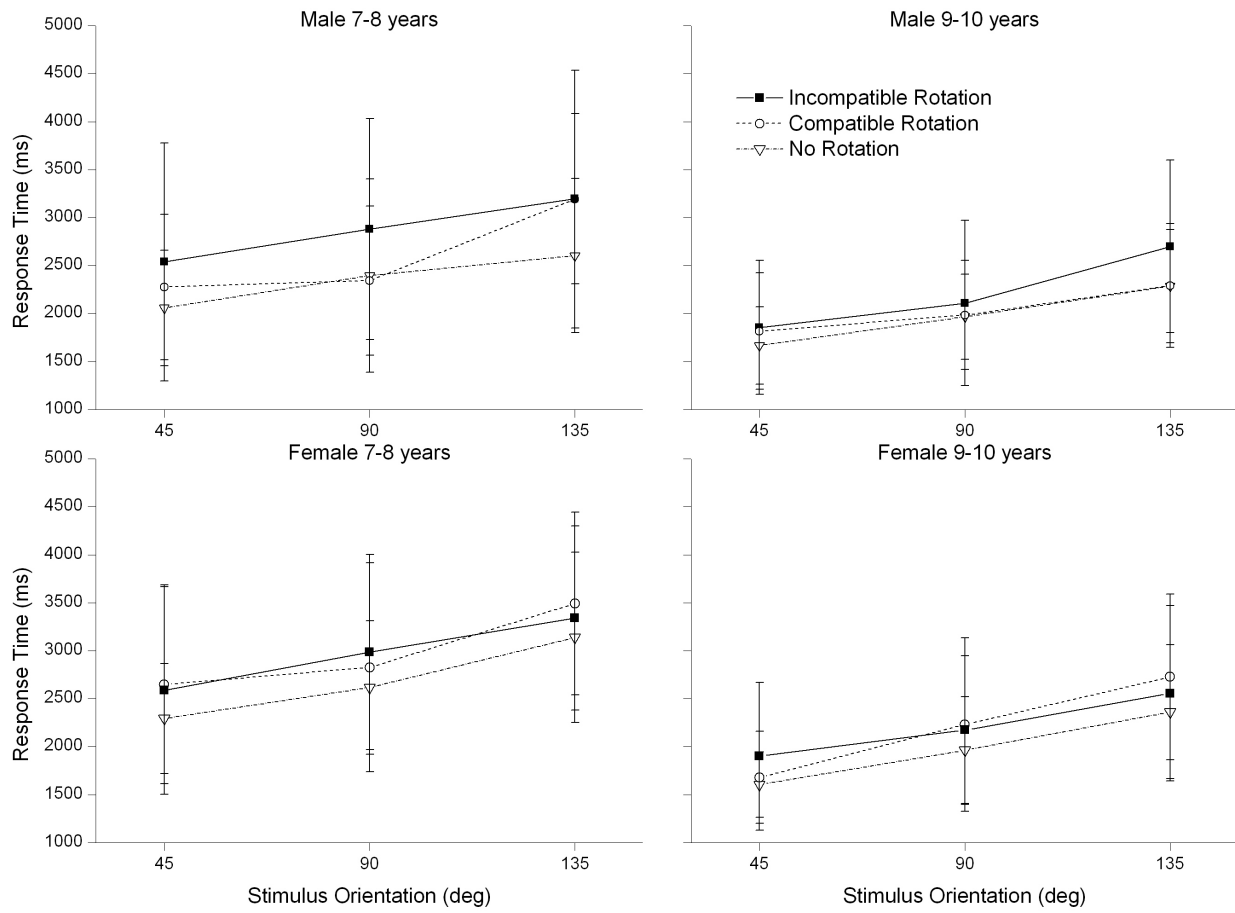 Male 7-8 years
Male 9-10 years
5000
4500
4000
3500
3000
2500
2000
1500
1000
Response Time (ms)
Incompatible Rotation
Compatible Rotation
No Rotation
45
90
135
45
90
135
Female 7-8 years
Female 9-10 years
5000
4500
4000
3500
3000
2500
2000
1500
1000
Response Time (ms)
45
90
135
45
90
135
Stimulus Orientation (deg)
Stimulus Orientation (deg)